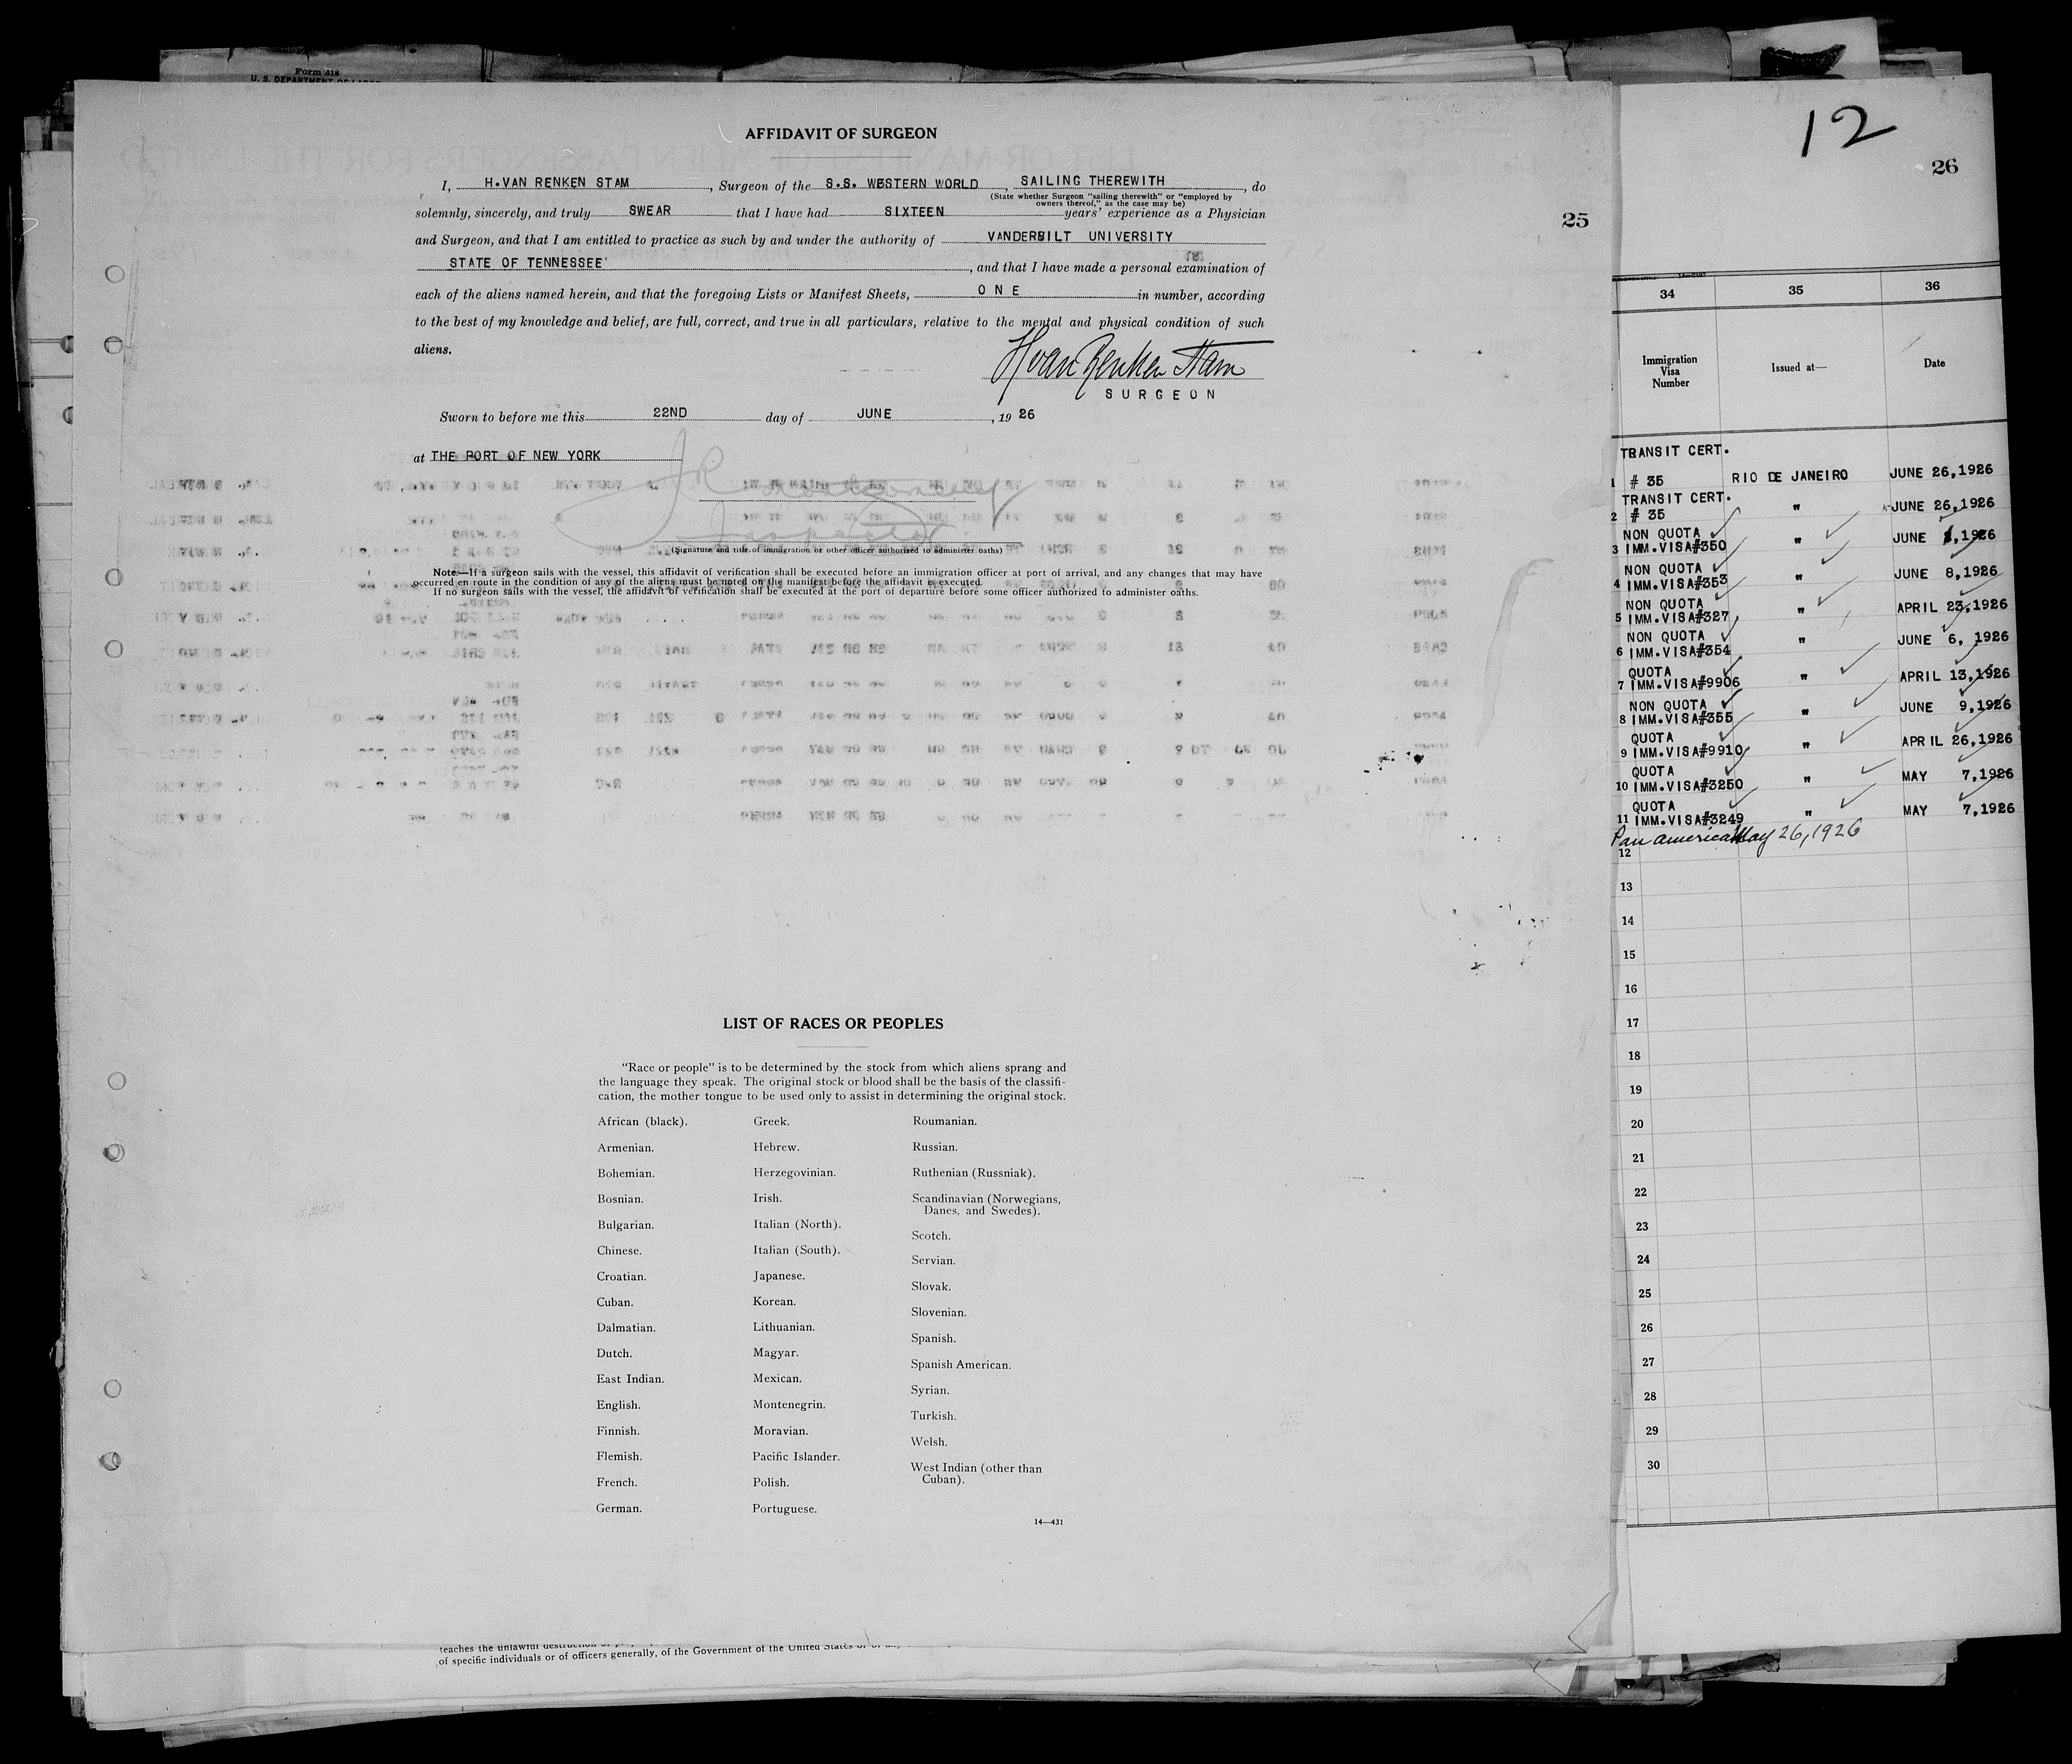 Form 418
U. S. DEPARTMENT OF LABOR
AFFIDAVIT OF SURGEON
I, H.VAN RENKEN STAM, Surgeon of the S.S. WESTERN WORLD, SAILING THEREWITH, do
(State whether Surgeon "sailing therewith" or "employed by
owners thereof," as the case may be)
solemnly, sincerely, and truly SWEAR that I have had SIXTEEN years' experience as a Physician
and Surgeon, and that I am entitled to practice as such by and under the authority of VANDERBILT UNIVERSITY
STATE OF TENNESSEE, and that I have made a personal examination of
each of the aliens named herein, and that the foregoing Lists or Manifest Sheets, O N E in number, according
to the best of my knowledge and belief, are full, correct, and true in all particulars, relative to the mental and physical condition of such
aliens.
H van Renken Stam
SURGEON
Sworn to before me this 22ND day of JUNE, 19 26
at THE PORT OF NEW YORK
Inspector
(Signature and title of immigration or other officer authorized to administer oaths)
Note.—If a surgeon sails with the vessel, this affidavit of verification shall be executed before an immigration officer at port of arrival, and any changes that may have
occurred en route in the condition of any of the aliens must be noted on the manifest before the affidavit is executed.
If no surgeon sails with the vessel, the affidavit of verification shall be executed at the port of departure before some officer authorized to administer oaths.
25
LIST OF RACES OR PEOPLES
"Race or people" is to be determined by the stock from which aliens sprang and
the language they speak. The original stock or blood shall be the basis of the classifi-
cation, the mother tongue to be used only to assist in determining the original stock.
African (black).
Armenian.
Bohemian.
Bosnian.
Bulgarian.
Chinese.
Croatian.
Cuban.
Dalmatian.
Dutch.
East Indian.
English.
Finnish.
Flemish.
French.
German.
Greek.
Hebrew.
Herzegovinian.
Irish.
Italian (North).
Italian (South).
Japanese.
Korean.
Lithuanian.
Magyar.
Mexican.
Montenegrin.
Moravian.
Pacific Islander.
Polish.
Portuguese.
Roumanian.
Russian.
Ruthenian (Russniak).
Scandinavian (Norwegians,
Danes, and Swedes).
Scotch.
Servian.
Slovak.
Slovenian.
Spanish.
Spanish American.
Syrian.
Turkish.
Welsh.
West Indian (other than
Cuban).
14—431
of specific individuals or of officers generally, of the Government of the United States
12
26
34 35 36
Immigration
Visa
Number
Issued at—
Date
TRANSIT CERT.
1 # 35 RIO DE JANEIRO JUNE 26,1926
TRANSIT CERT.
2 # 35 " JUNE 26,1926
NON QUOTA
3 IMM.VISA#350 " JUNE ,1926
NON QUOTA
4 IMM.VISA#353 " JUNE 8,1926
NON QUOTA
5 IMM.VISA#327 " APRIL 23,1926
NON QUOTA
6 IMM.VISA#354 " JUNE 6, 1926
QUOTA
7 IMM.VISA#9906 " APRIL 13,1926
NON QUOTA
8 IMM.VISA#355 " JUNE 9,1926
QUOTA
9 IMM.VISA#9910 " APRIL 26,1926
QUOTA
10 IMM.VISA#3250 " MAY 7,1926
QUOTA
11 IMM.VISA#3249 " MAY 7,1926
Pan america May 26,1926
12
13
14
15
16
17
18
19
20
21
22
23
24
25
26
27
28
29
30